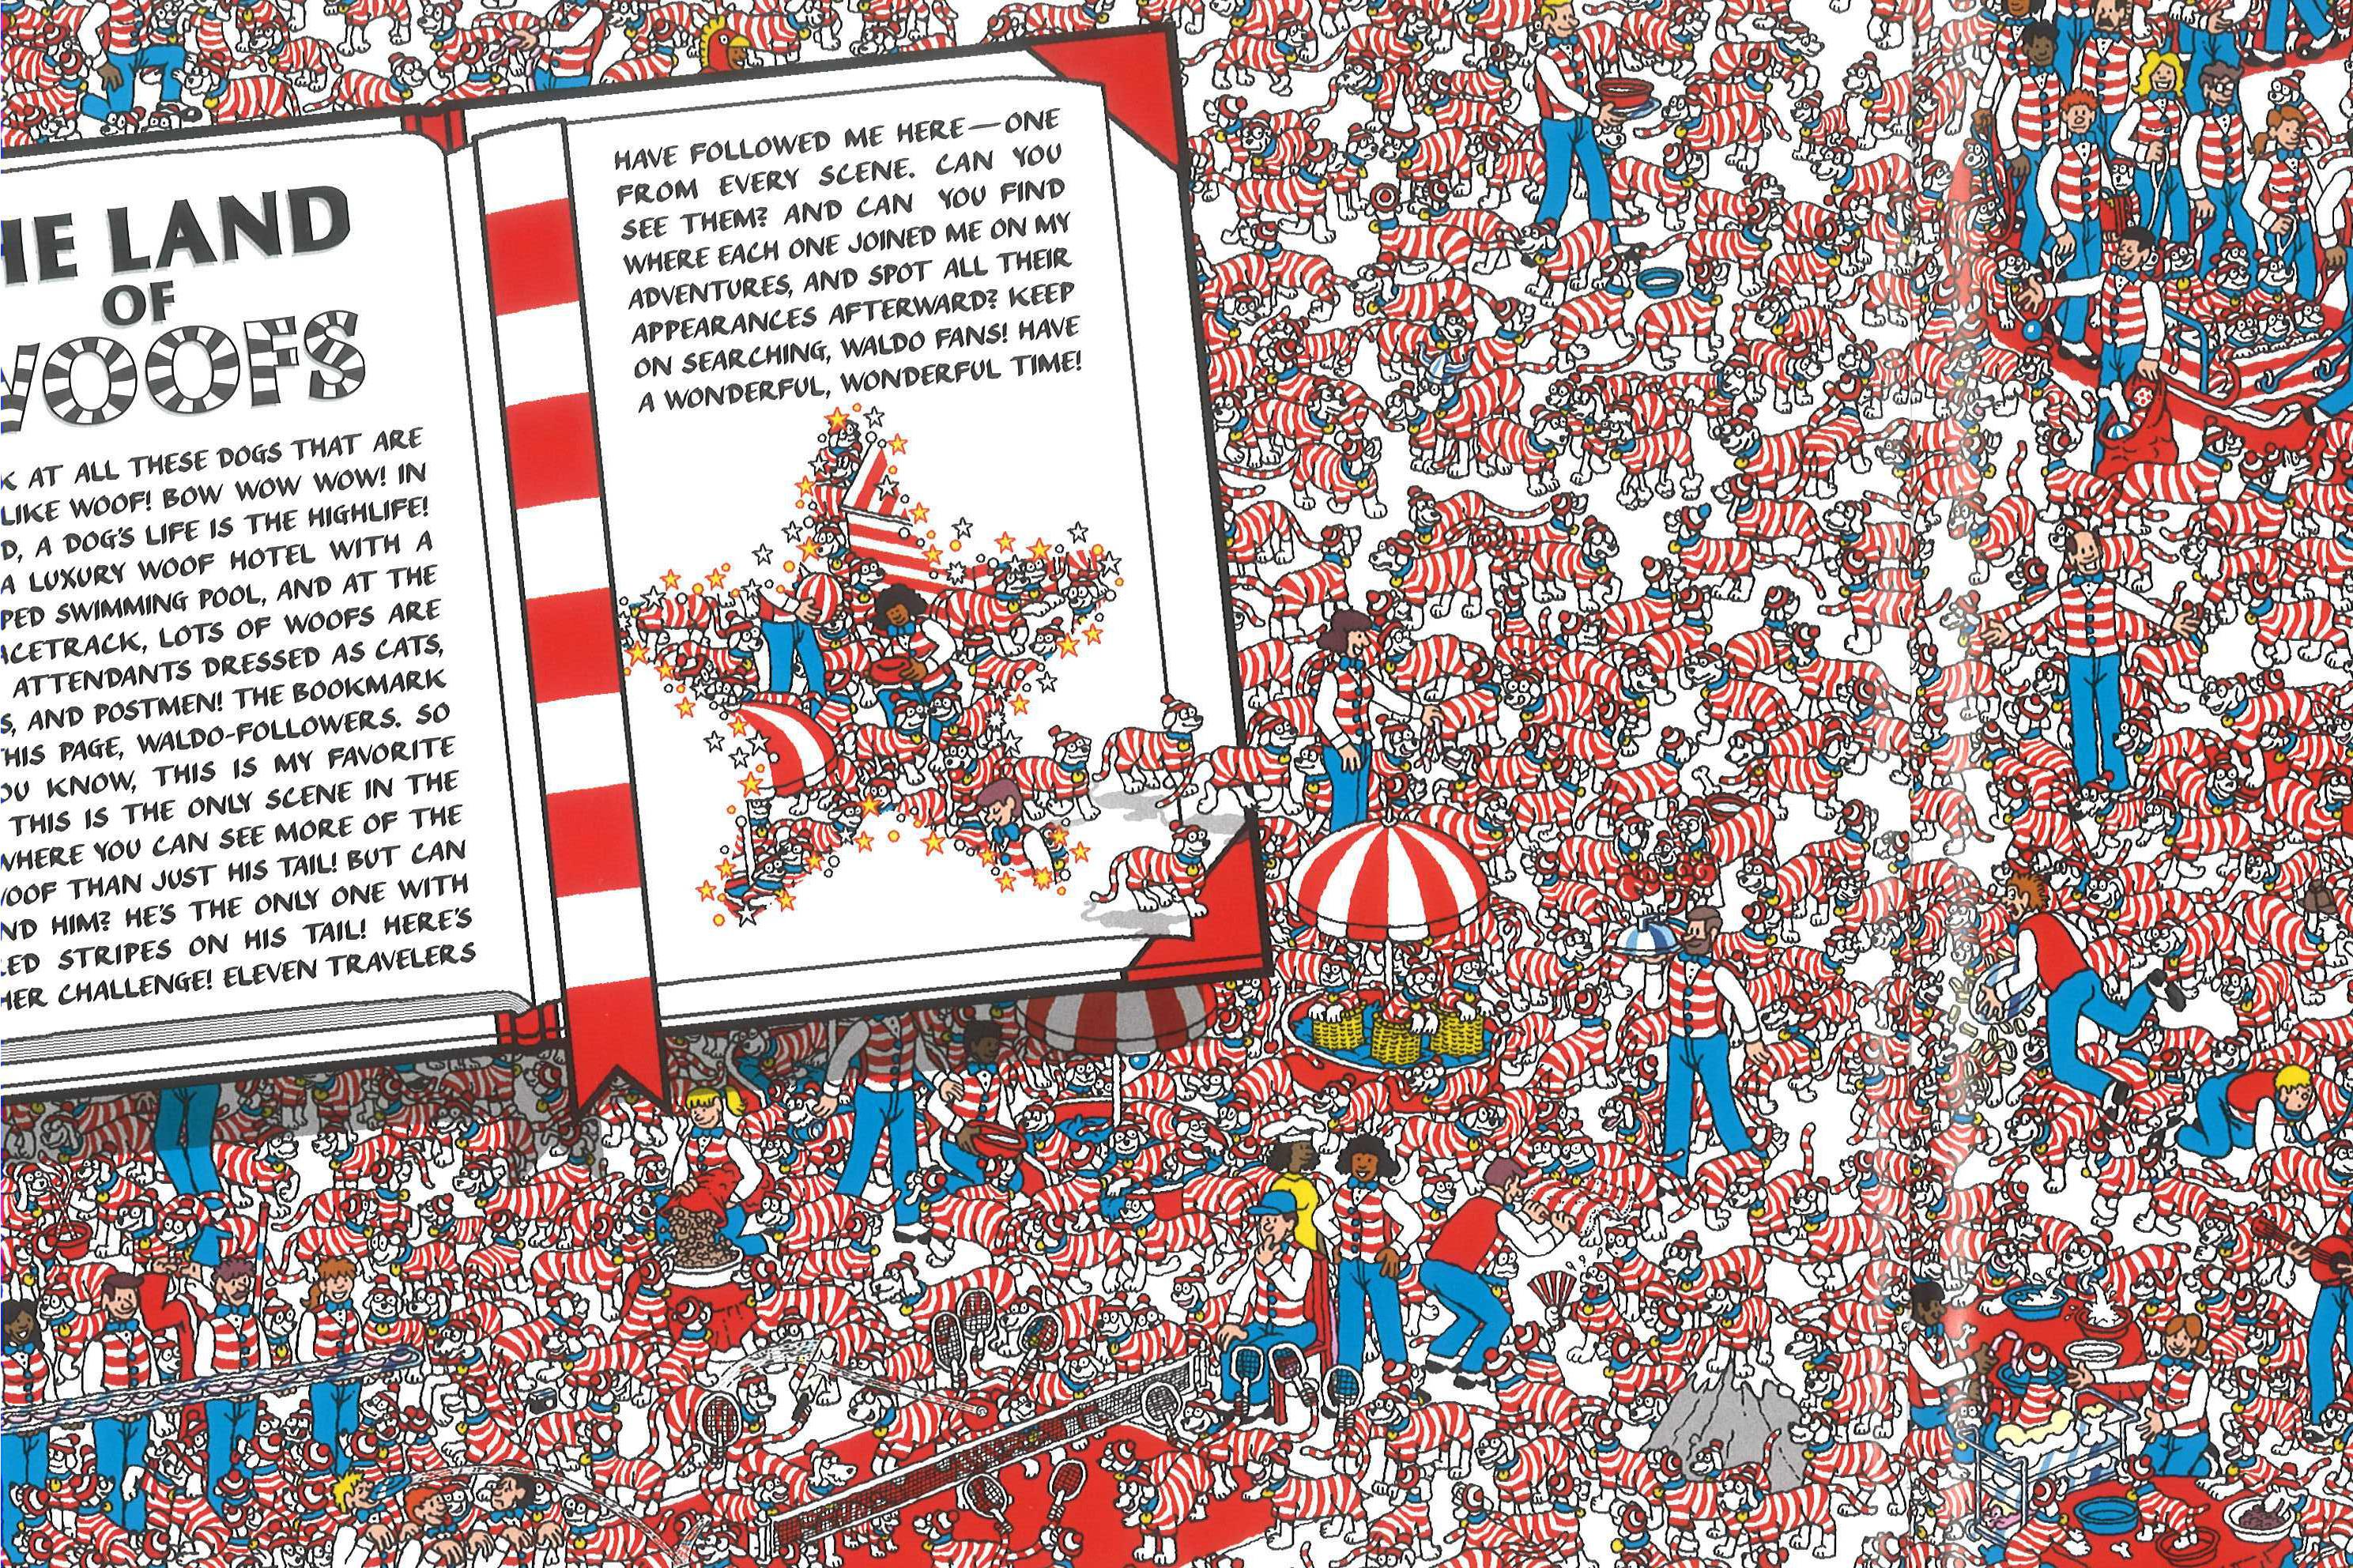 HE LAND
OF
WOOFS
K AT ALL THESE DOGS THAT ARE
LIKE WOOF! BOW WOW WOW! IN
D, A DOG'S LIFE IS THE HIGHLIFE!
A LUXURY WOOF HOTEL WITH A
PED SWIMMING POOL, AND AT THE
ACETRACK, LOTS OF WOOFS ARE
ATTENDANTS DRESSED AS CATS,
S, AND POSTMEN! THE BOOKMARK
HIS PAGE, WALDO-FOLLOWERS. SO
OU KNOW, THIS IS MY FAVORITE
THIS IS THE ONLY SCENE IN THE
WHERE YOU CAN SEE MORE OF THE
WOOF THAN JUST HIS TAIL! BUT CAN
ND HIM? HE'S THE ONLY ONE WITH
ED STRIPES ON HIS TAIL! HERE'S
HER CHALLENGE! ELEVEN TRAVELERS
HAVE FOLLOWED ME HERE—ONE
FROM EVERY SCENE. CAN YOU
SEE THEM? AND CAN YOU FIND
WHERE EACH ONE JOINED ME ON MY
ADVENTURES, AND SPOT ALL THEIR
APPEARANCES AFTERWARD? KEEP
ON SEARCHING, WALDO FANS! HAVE
A WONDERFUL, WONDERFUL TIME!